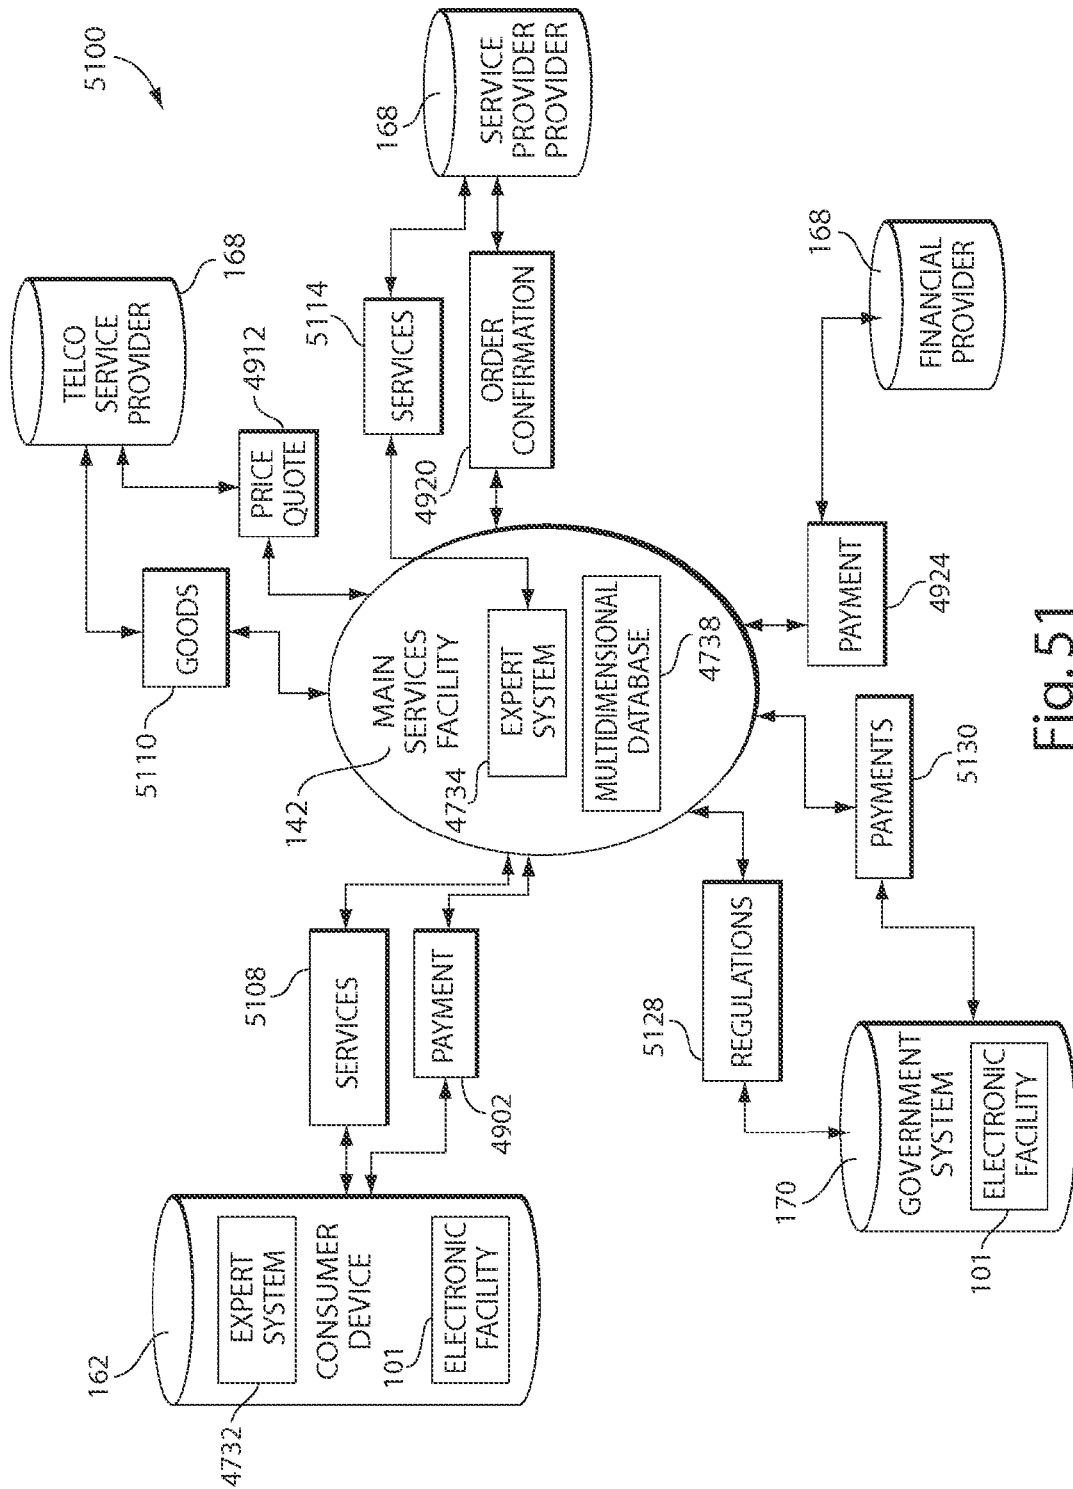 5100
162
EXPERT
SYSTEM
4732
CONSUMER
DEVICE
101
ELECTRONIC
FACILITY
5108
SERVICES
PAYMENT
4902
5110
GOODS
TELCO
SERVICE
PROVIDER
168
PRICE
QUOTE
4912
5114
SERVICES
4920
ORDER
CONFIRMATION
168
SERVICE
PROVIDER
PROVIDER
142
MAIN
SERVICES
FACILITY
4734
EXPERT
SYSTEM
MULTIDIMENSIONAL
DATABASE
4738
5128
REGULATIONS
170
GOVERNMENT
SYSTEM
101
ELECTRONIC
FACILITY
PAYMENTS
5130
PAYMENT
4924
168
FINANCIAL
PROVIDER
Fig. 51